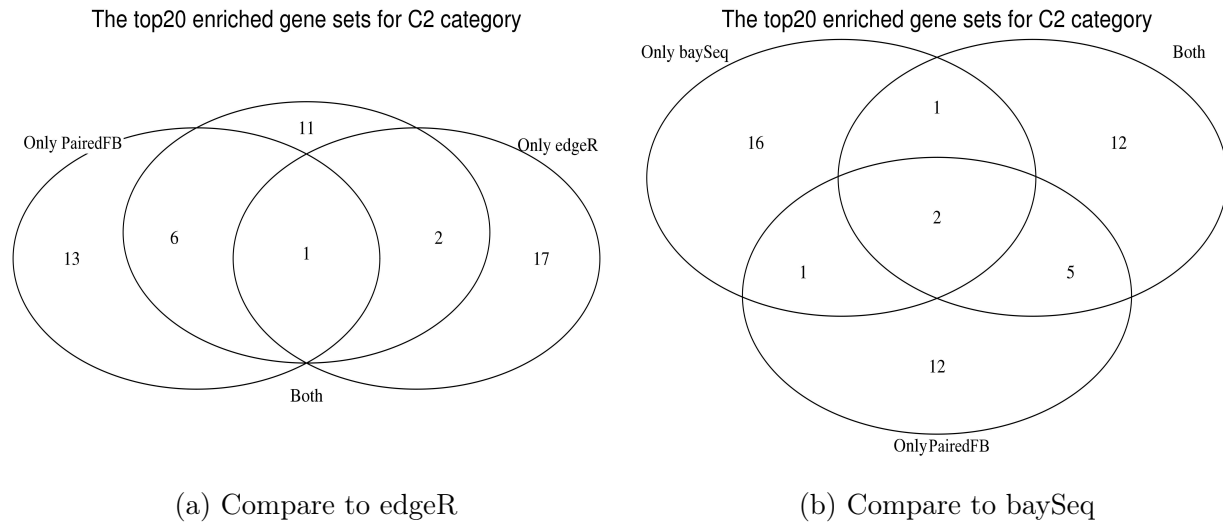 The top20 enriched gene sets for C2 category
Only PairedFB
11
Only edgeR
13
6
1
2
17
Both
(a) Compare to edgeR
The top20 enriched gene sets for C2 category
Only baySeq
Both
1
16
12
2
1
5
12
Only PairedFB
(b) Compare to baySeq